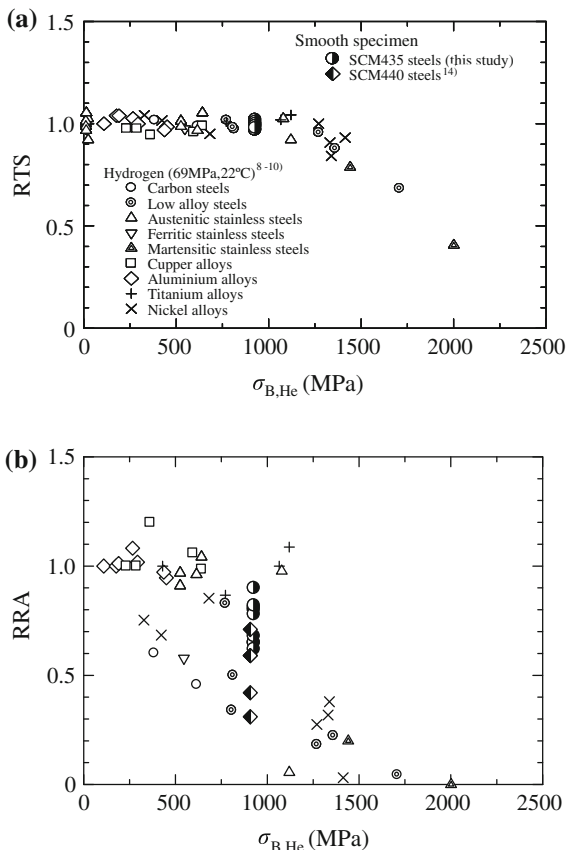 (a)
1.5
1.0
0.5
0
RTS
Smooth specimen
SCM435 steels (this study)
SCM440 steels14)
Hydrogen (69MPa,22°C)8-10)
Carbon steels
Low alloy steels
Austenitic stainless steels
Ferritic stainless steels
Martensitic stainless steels
Cupper alloys
Aluminium alloys
Titanium alloys
Nickel alloys
0 500 1000 1500 2000 2500
σB,He (MPa)
(b)
1.5
1.0
0.5
0
RRA
0 500 1000 1500 2000 2500
σB,He (MPa)